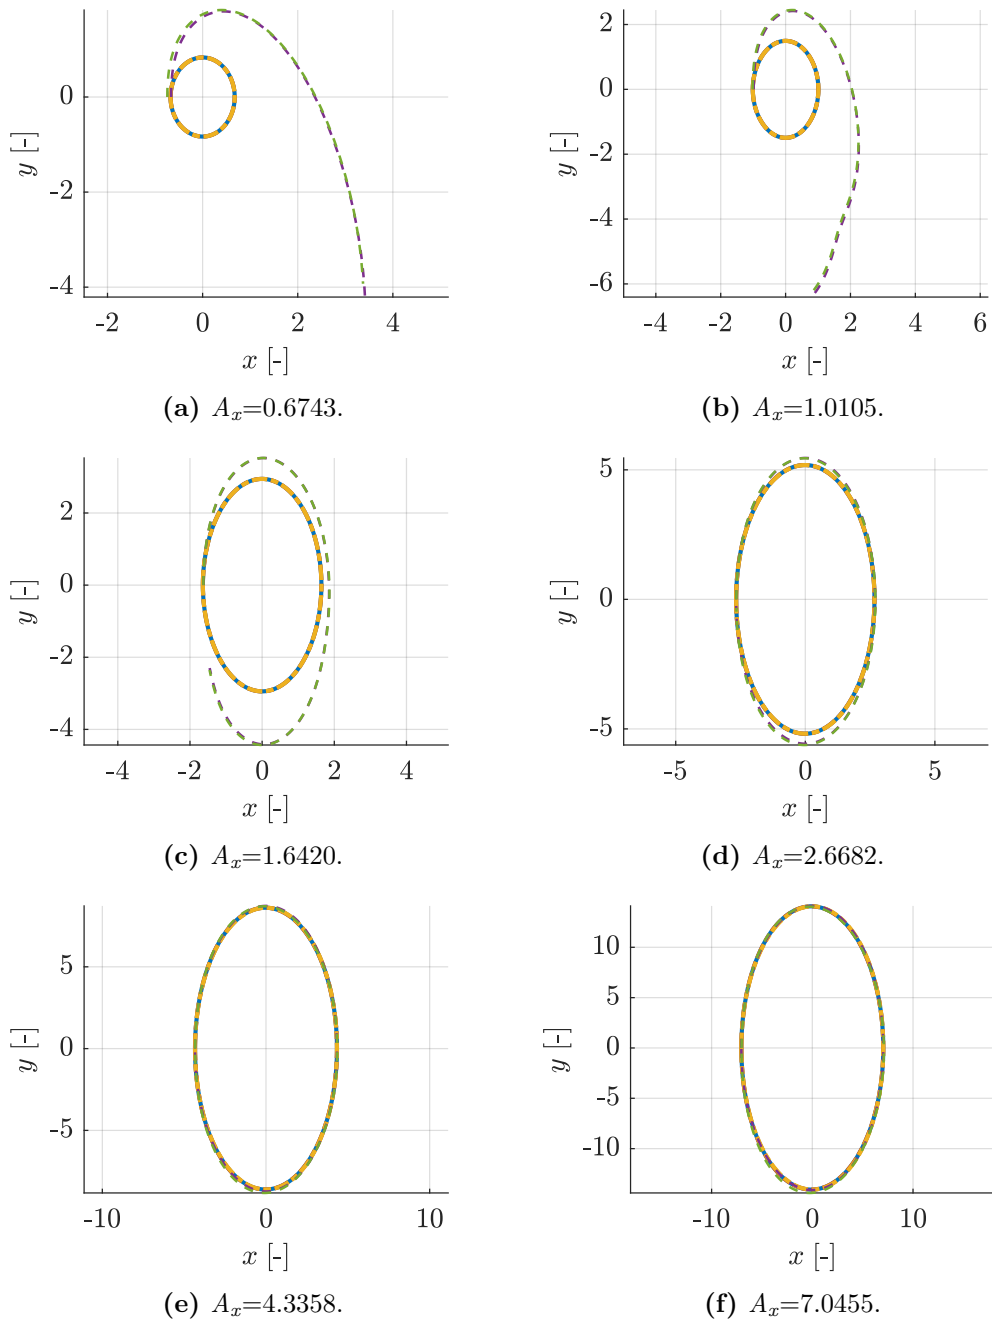 0
-2
-4
-2
0
2
4
y [-]
x [-]
(a) A_x=0.6743.
2
0
-2
-4
-6
-4
-2
0
2
4
6
y [-]
x [-]
(b) A_x=1.0105.
2
0
-2
-4
-4
-2
0
2
4
y [-]
x [-]
(c) A_x=1.6420.
5
0
-5
-5
0
5
y [-]
x [-]
(d) A_x=2.6682.
5
0
-5
-10
0
10
y [-]
x [-]
(e) A_x=4.3358.
10
5
0
-5
-10
-10
0
10
y [-]
x [-]
(f) A_x=7.0455.